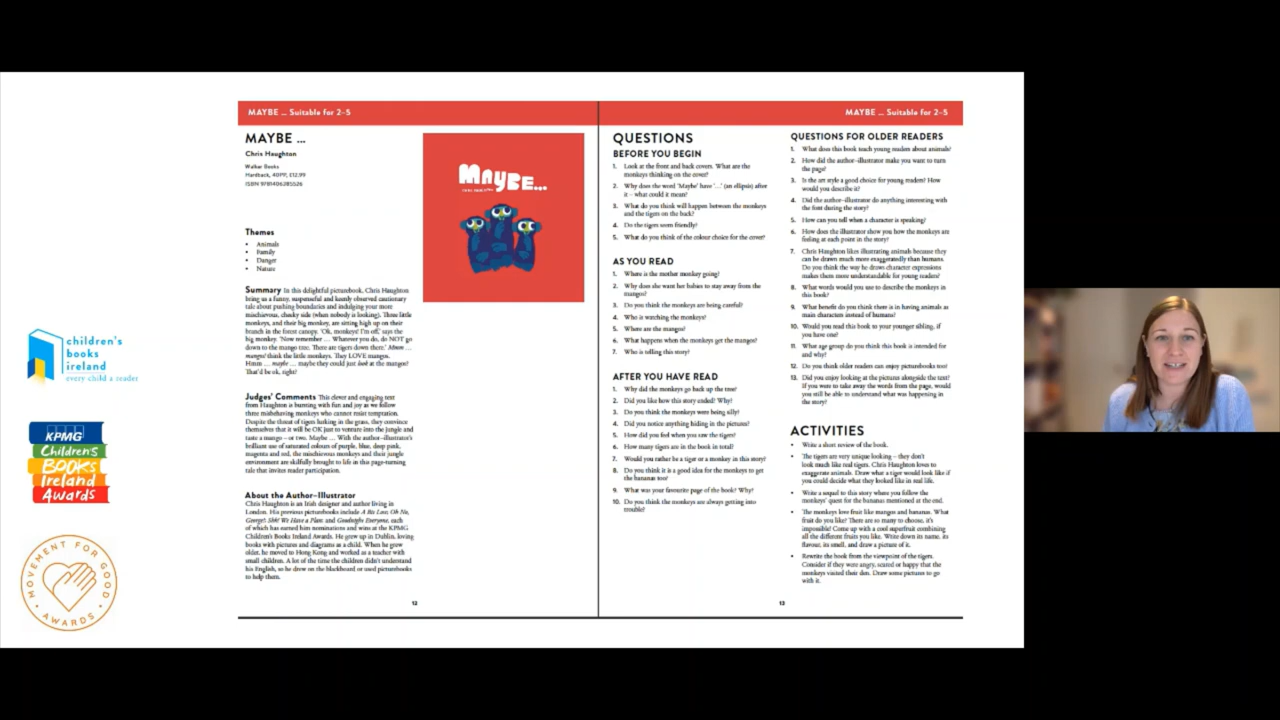 MAYBE ... Suitable for 2–5
MAYBE ... Suitable for 2–5
MAYBE ...
Chris Haughton
Walker Books
Hardback, 40PP, £12.99
ISBN 9781406385526
Themes
• Animals
• Family
• Danger
• Nature
Summary In this delightful picturebook, Chris Haughton
bring us a funny, suspenseful and keenly observed cautionary
tale about pushing boundaries and indulging your more
mischievous, cheeky side (when nobody is looking). Three little
monkeys, and their big monkey, are sitting high up on their
branch in the forest canopy. 'Ok, monkeys! I'm off,' says the
big monkey. 'Now remember ... Whatever you do, do NOT go
down to the mango tree. There are tigers down there.' Mmm ...
mangos! think the little monkeys. They LOVE mangos.
Hmm ... maybe ... maybe they could just look at the mangos?
That'd be ok, right?
Judges' Comments This clever and engaging text
from Haughton is bursting with fun and joy as we follow
three misbehaving monkeys who cannot resist temptation.
Despite the threat of tigers lurking in the grass, they convince
themselves that it will be OK just to venture into the jungle and
taste a mango – or two. Maybe ... With the author–illustrator's
brilliant use of saturated colours of purple, blue, deep pink,
magenta and red, the mischievous monkeys and their jungle
environment are skilfully brought to life in this page-turning
tale that invites reader participation.
About the Author–Illustrator
Chris Haughton is an Irish designer and author living in
London. His previous picturebooks include A Bit Lost, Oh No,
George!, Shh! We Have a Plan and Goodnight Everyone, each
of which has earned him nominations and wins at the KPMG
Children's Books Ireland Awards. He grew up in Dublin, loving
books with pictures and diagrams as a child. When he grew
older, he moved to Hong Kong and worked as a teacher with
small children. A lot of the time the children didn't understand
his English, so he drew on the blackboard or used picturebooks
to help them.
12
MAYBE...
QUESTIONS
BEFORE YOU BEGIN
1. Look at the front and back covers. What are the
monkeys thinking on the cover?
2. Why does the word 'Maybe' have '...' (an ellipsis) after
it – what could it mean?
3. What do you think will happen between the monkeys
and the tigers on the back?
4. Do the tigers seem friendly?
5. What do you think of the colour choice for the cover?
AS YOU READ
1. Where is the mother monkey going?
2. Why does she want her babies to stay away from the
mangos?
3. Do you think the monkeys are being careful?
4. Who is watching the monkeys?
5. Where are the mangos?
6. What happens when the monkeys get the mangos?
7. Who is telling this story?
AFTER YOU HAVE READ
1. Why did the monkeys go back up the tree?
2. Did you like how this story ended? Why?
3. Do you think the monkeys were being silly?
4. Did you notice anything hiding in the pictures?
5. How did you feel when you saw the tigers?
6. How many tigers are in the book in total?
7. Would you rather be a tiger or a monkey in this story?
8. Do you think it is a good idea for the monkeys to get
the bananas too?
9. What was your favourite page of the book? Why?
10. Do you think the monkeys are always getting into
trouble?
QUESTIONS FOR OLDER READERS
1. What does this book teach young readers about animals?
2. How did the author–illustrator make you want to turn
the page?
3. Is the art style a good choice for young readers? How
would you describe it?
4. Did the author–illustrator do anything interesting with
the font during the story?
5. How can you tell when a character is speaking?
6. How does the illustrator show you how the monkeys are
feeling at each point in the story?
7. Chris Haughton likes illustrating animals because they
can be drawn much more exaggeratedly than humans.
Do you think the way he draws character expressions
makes them more understandable for young readers?
8. What words would you use to describe the monkeys in
this book?
9. What benefit do you think there is in having animals as
main characters instead of humans?
10. Would you read this book to your younger sibling, if
you have one?
11. What age group do you think this book is intended for
and why?
12. Do you think older readers can enjoy picturebooks too?
13. Did you enjoy looking at the pictures alongside the text?
If you were to take away the words from the page, would
you still be able to understand what was happening in
the story?
ACTIVITIES
• Write a short review of the book.
• The tigers are very unique looking – they don't
look much like real tigers. Chris Haughton loves to
exaggerate animals. Draw what a tiger would look like if
you could decide what they looked like in real life.
• Write a sequel to this story where you follow the
monkeys' quest for the bananas mentioned at the end.
• The monkeys love fruit like mangos and bananas. What
fruit do you like? There are so many to choose, it's
impossible! Come up with a cool superfruit combining
all the different fruits you like. Write down its name, its
flavour, its smell, and draw a picture of it.
• Rewrite the book from the viewpoint of the tigers.
Consider if they were angry, scared or happy that the
monkeys visited their den. Draw some pictures to go
with it.
13
children's
books
ireland
every child a reader
KPMG
Children's
BOOKS
Ireland
Awards
MOVEMENT FOR GOOD
AWARDS